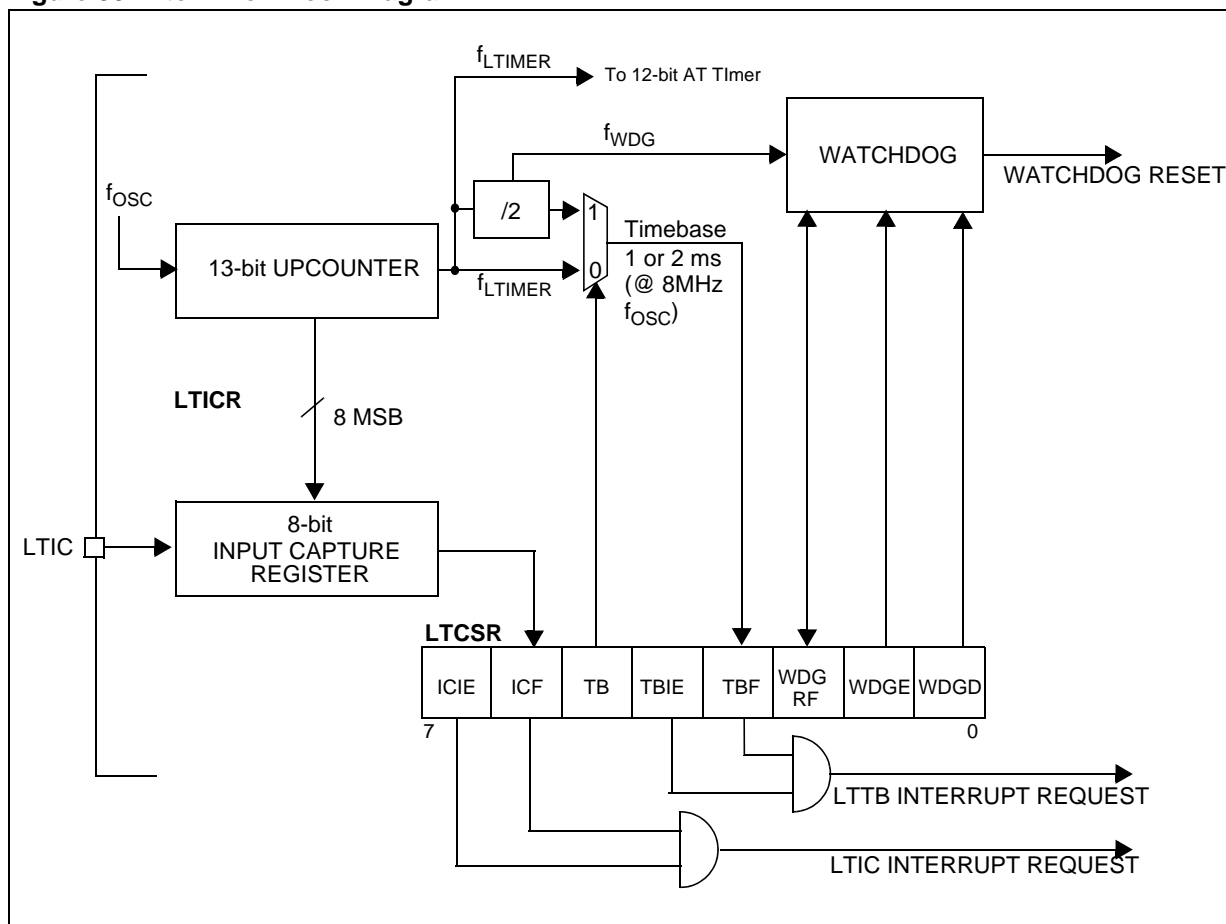 fLTIMER
To 12-bit AT TImer
fWDG
WATCHDOG
WATCHDOG RESET
fOSC
/2
1
Timebase
1 or 2 ms
(@ 8MHz
fOSC)
13-bit UPCOUNTER
0
fLTIMER
LTICR
8 MSB
8-bit
INPUT CAPTURE
REGISTER
LTIC
LTCSR
ICIE
ICF
TB
TBIE
TBF
WDG
RF
WDGE
WDGD
7
0
LTTB INTERRUPT REQUEST
LTIC INTERRUPT REQUEST